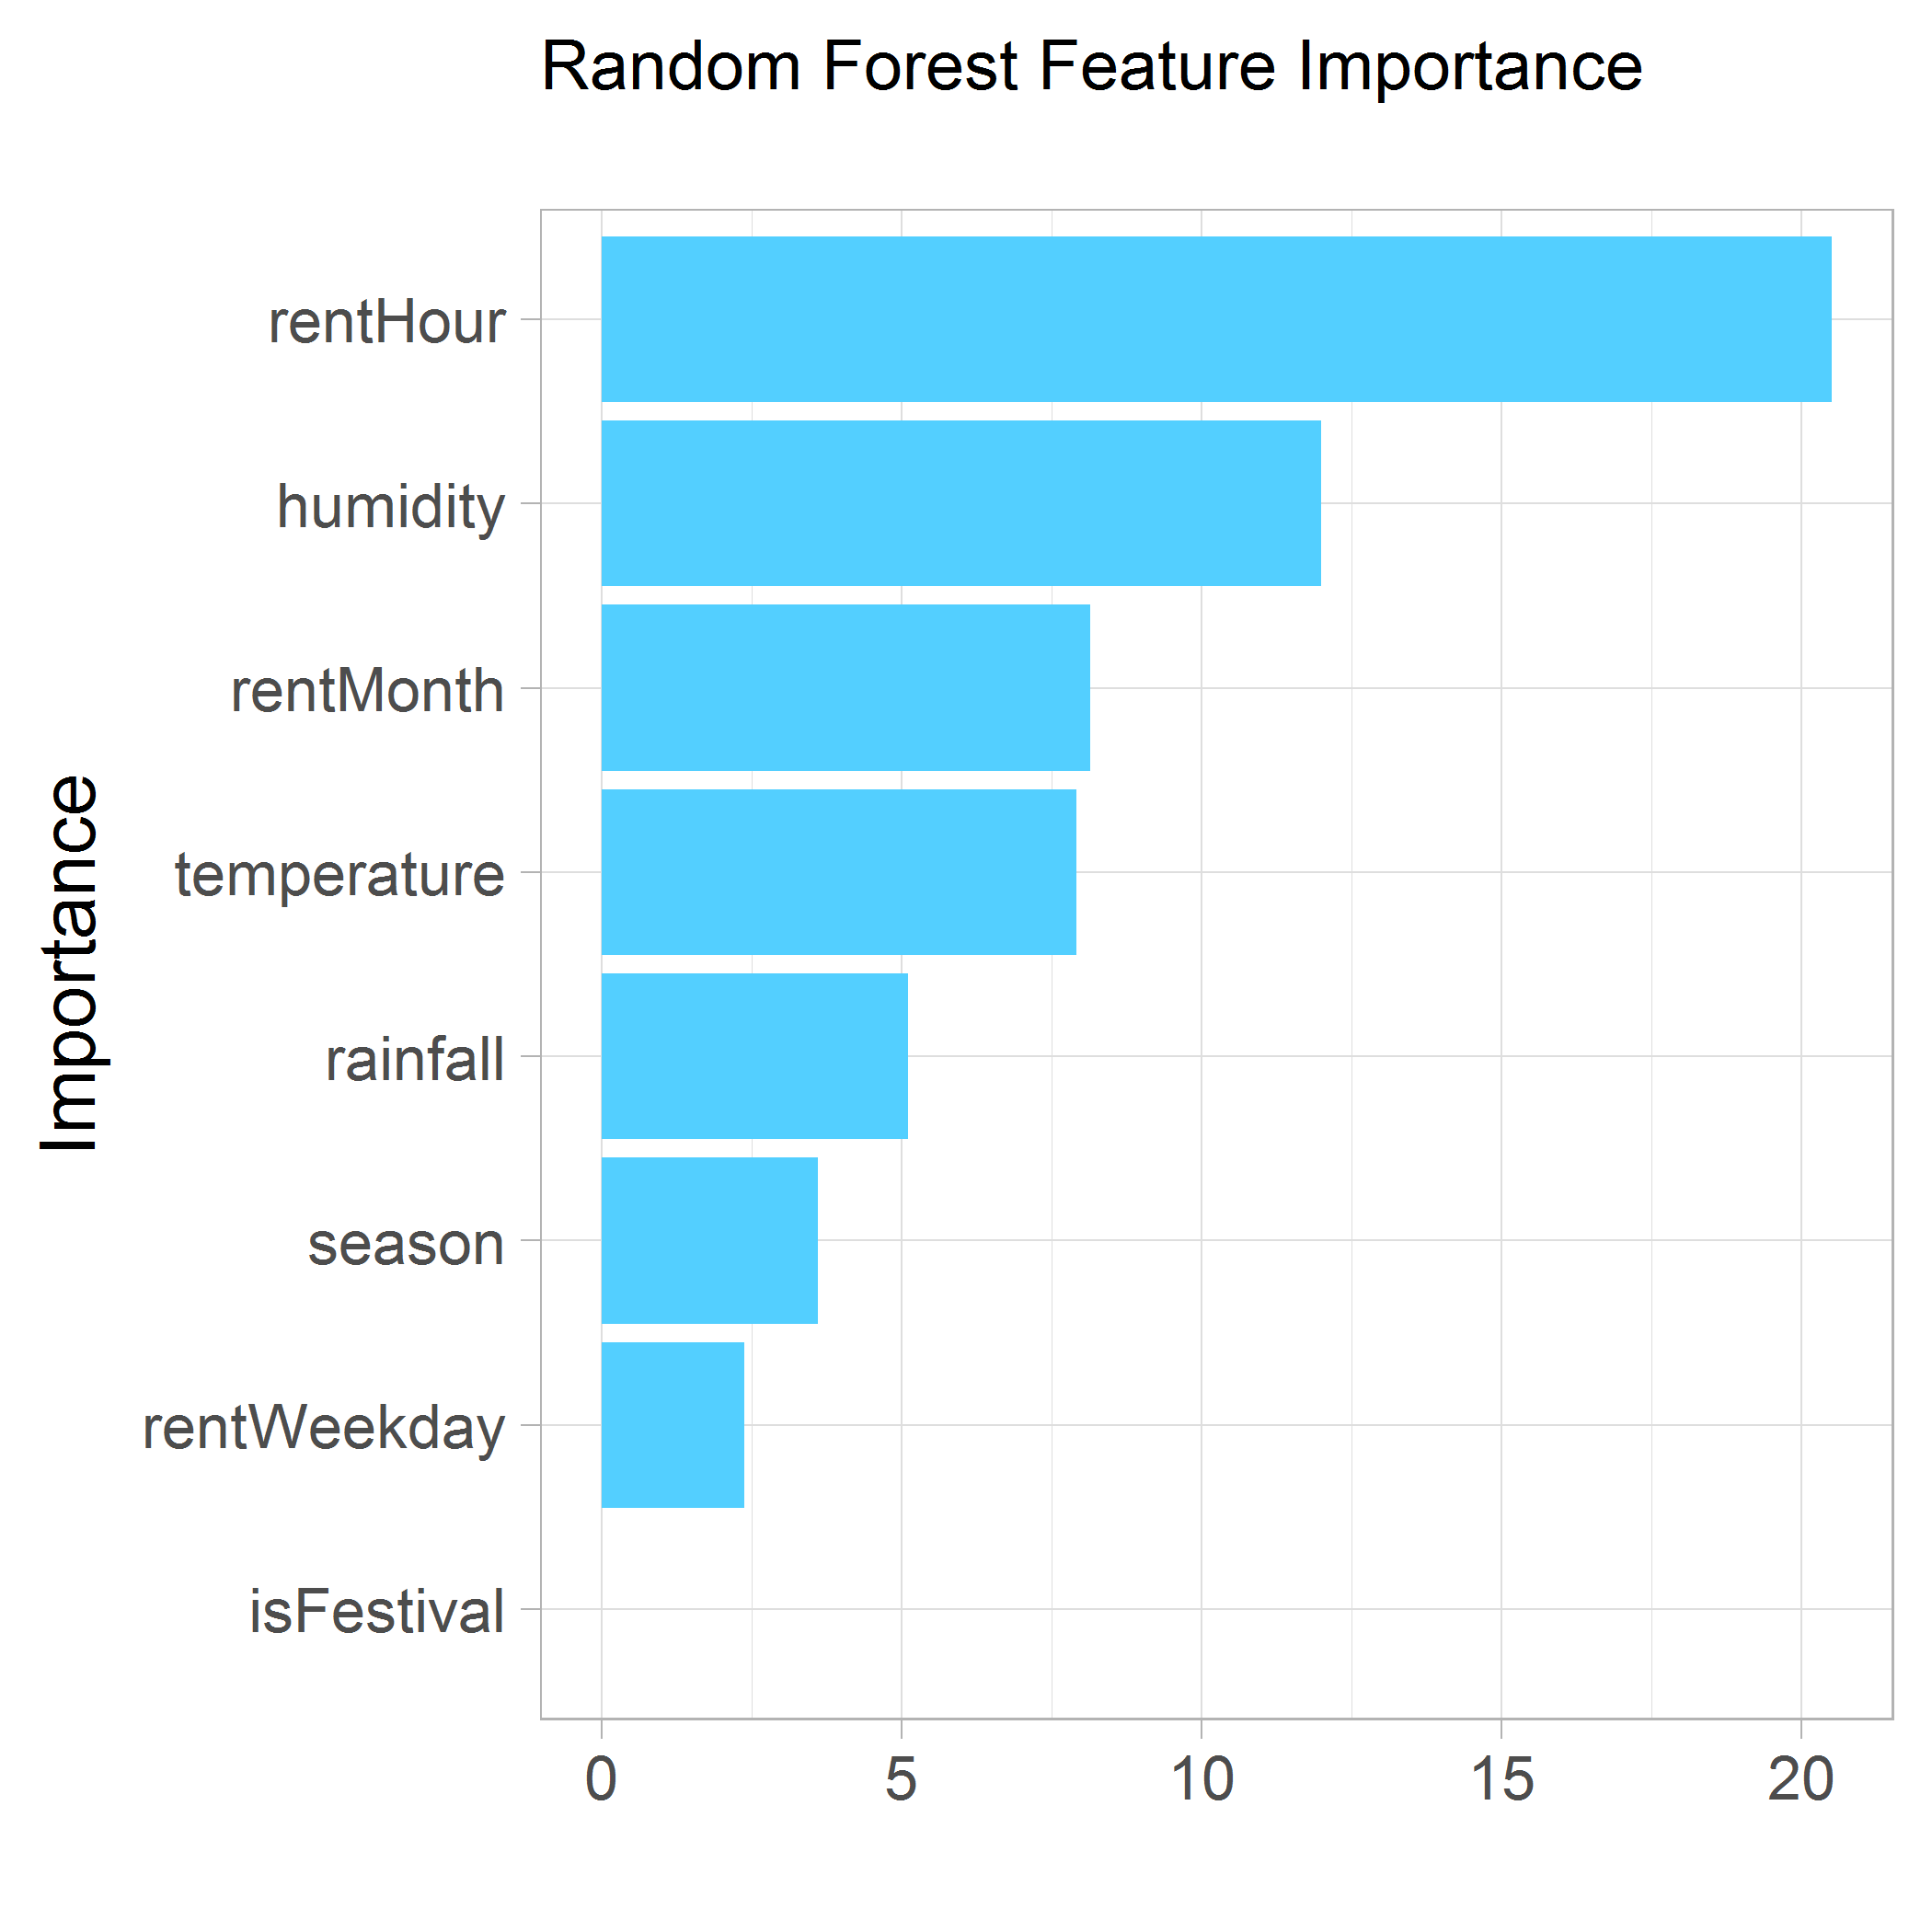 Random Forest Feature Importance
Importance
rentHour
humidity
rentMonth
temperature
rainfall
season
rentWeekday
isFestival
0 5 10 15 20